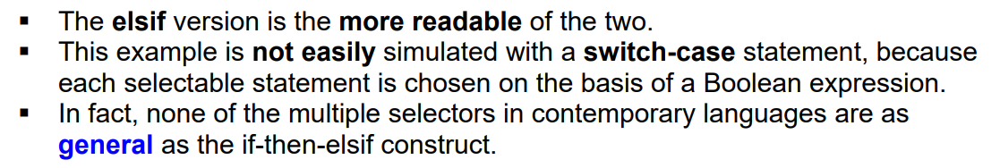 ▪ The elsif version is the more readable of the two.
▪ This example is not easily simulated with a switch-case statement, because
each selectable statement is chosen on the basis of a Boolean expression.
▪ In fact, none of the multiple selectors in contemporary languages are as
general as the if-then-elsif construct.